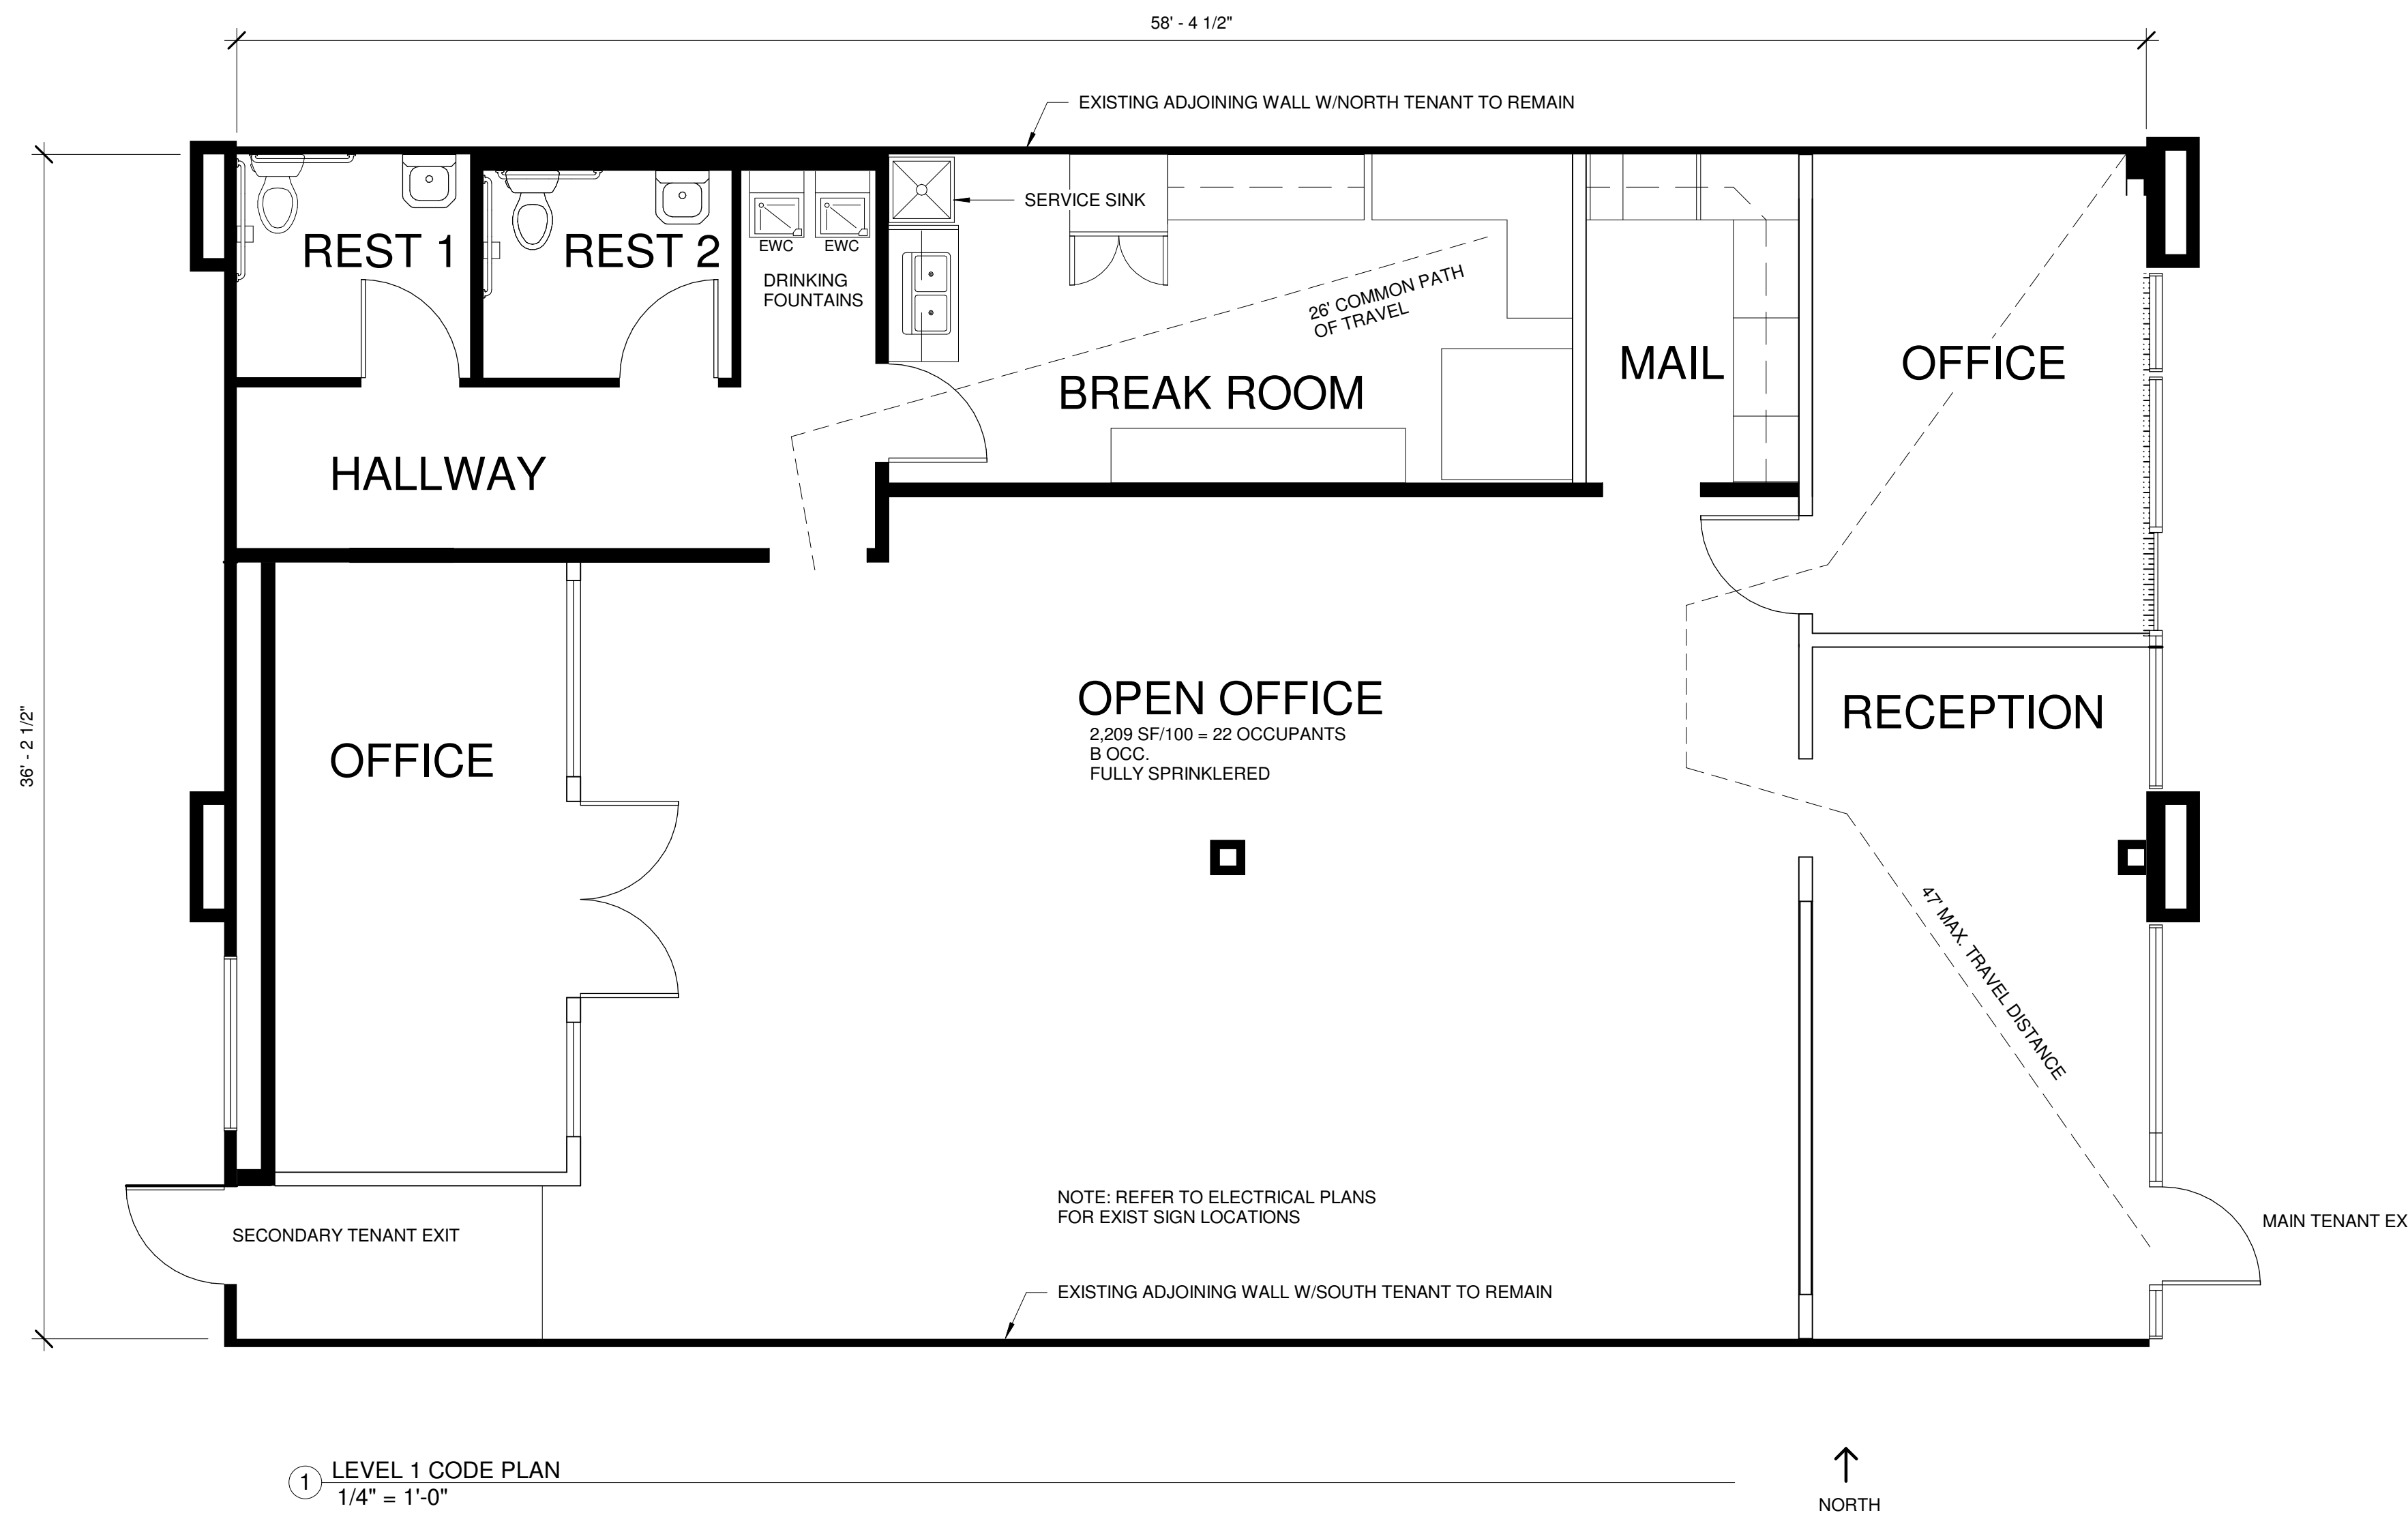 58' - 4 1/2"
EXISTING ADJOINING WALL W/NORTH TENANT TO REMAIN
SERVICE SINK
REST 1
REST 2
EWC
EWC
DRINKING
FOUNTAINS
26' COMMON PATH
OF TRAVEL
BREAK ROOM
MAIL
OFFICE
HALLWAY
36' - 2 1/2"
OFFICE
OPEN OFFICE
2,209 SF/100 = 22 OCCUPANTS
B OCC.
FULLY SPRINKLERED
RECEPTION
47' MAX. TRAVEL DISTANCE
NOTE: REFER TO ELECTRICAL PLANS
FOR EXIST SIGN LOCATIONS
SECONDARY TENANT EXIT
MAIN TENANT EX
EXISTING ADJOINING WALL W/SOUTH TENANT TO REMAIN
1
LEVEL 1 CODE PLAN
1/4" = 1'-0"
NORTH